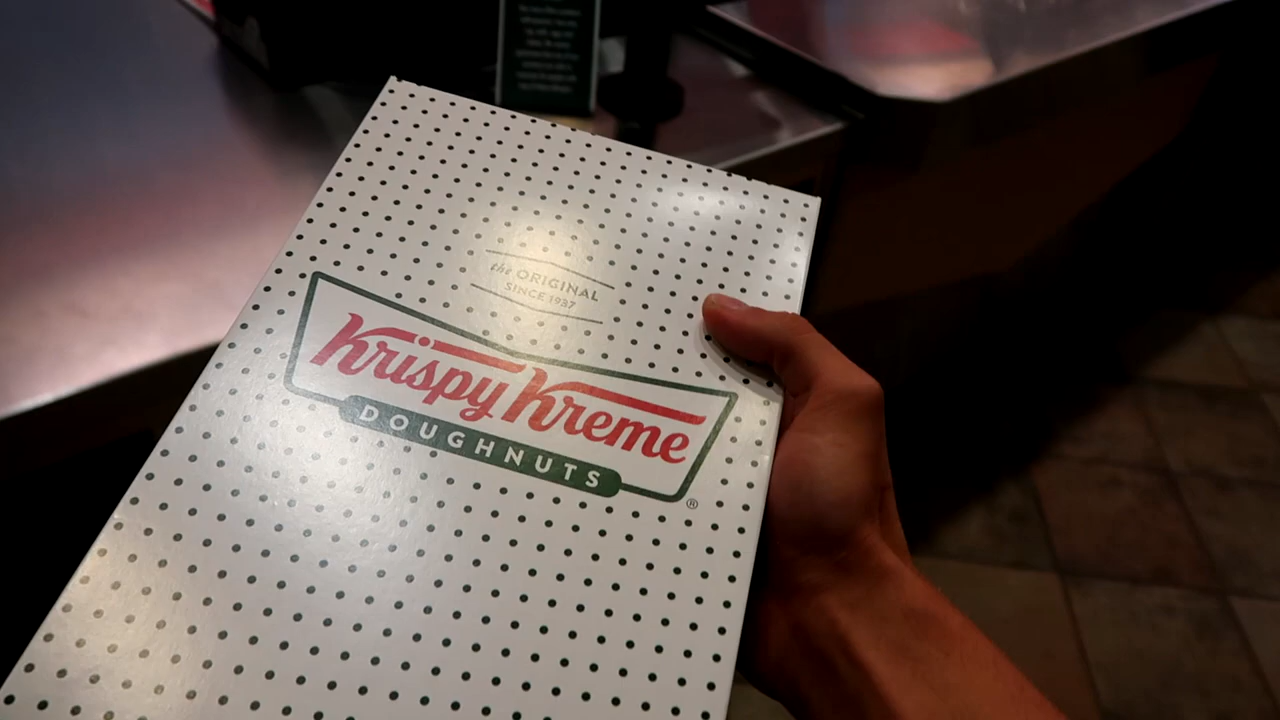 the ORIGINAL
SINCE 1937
Krispy Kreme
DOUGHNUTS
®